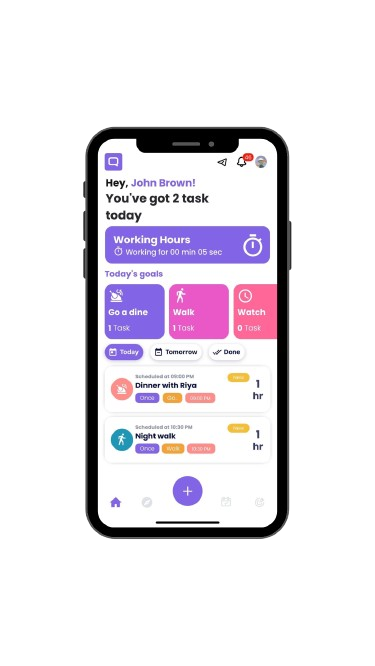 Hey, John Brown!
You've got 2 task
today
Working Hours
Working for 00 min 05 sec
Today's goals
Go a dine
1 Task
Walk
1 Task
Watch
0 Task
Today
Tomorrow
Done
Scheduled at 09:00 PM
Dinner with Riya
Once
Go..
09:00 PM
1
hr
Scheduled at 10:30 PM
Night walk
Once
Walk
10:30 PM
1
hr